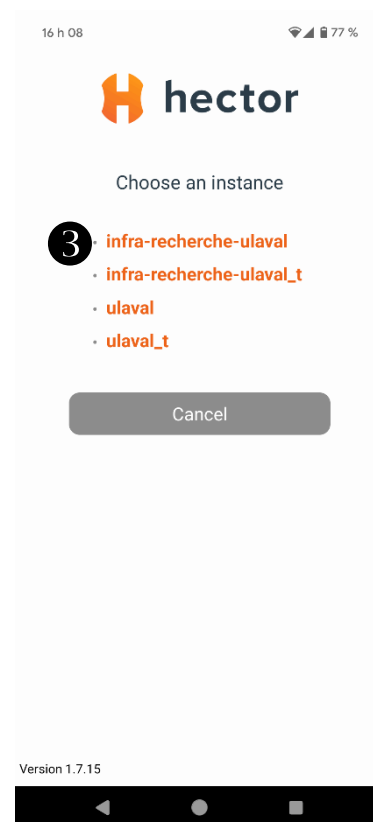 16 h 08 77 %
hector
Choose an instance
3 • infra-recherche-ulaval
• infra-recherche-ulaval_t
• ulaval
• ulaval_t
Cancel
Version 1.7.15